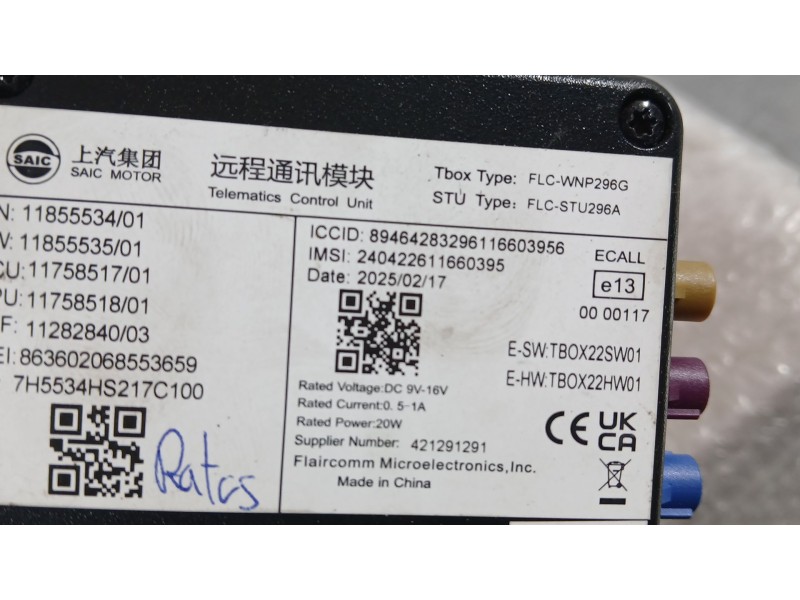 SAIC
上汽集团
SAIC MOTOR
远程通讯模块
Telematics Control Unit
Tbox Type: FLC-WNP296G
STU Type: FLC-STU296A
N: 11855534/01
V: 11855535/01
CU: 11758517/01
PU: 11758518/01
F: 11282840/03
EI: 863602068553659
7H5534HS217C100
Ratos
ICCID: 89464283296116603956
IMSI: 240422611660395
Date: 2025/02/17
ECALL
e13
00 00117
E-SW:TBOX22SW01
E-HW:TBOX22HW01
Rated Voltage:DC 9V-16V
Rated Current:0. 5-1A
Rated Power:20W
Supplier Number: 421291291
Flaircomm Microelectronics,Inc.
Made in China
CE
UK
CA